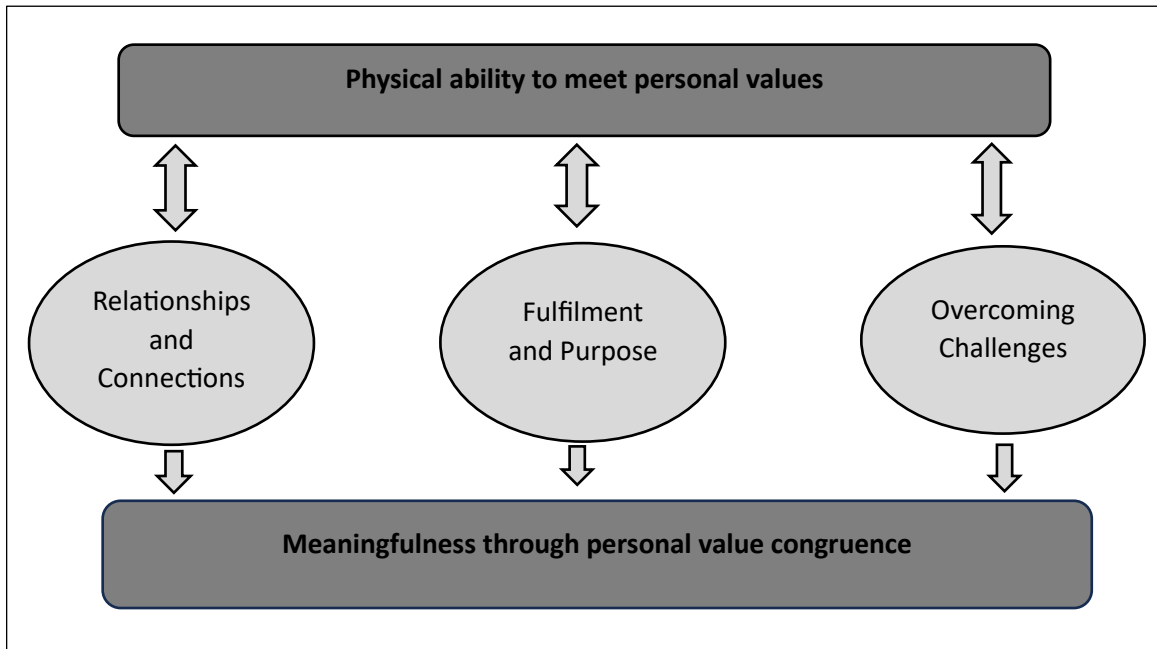 Physical ability to meet personal values
Relationships
and
Connections
Fulfilment
and Purpose
Overcoming
Challenges
Meaningfulness through personal value congruence